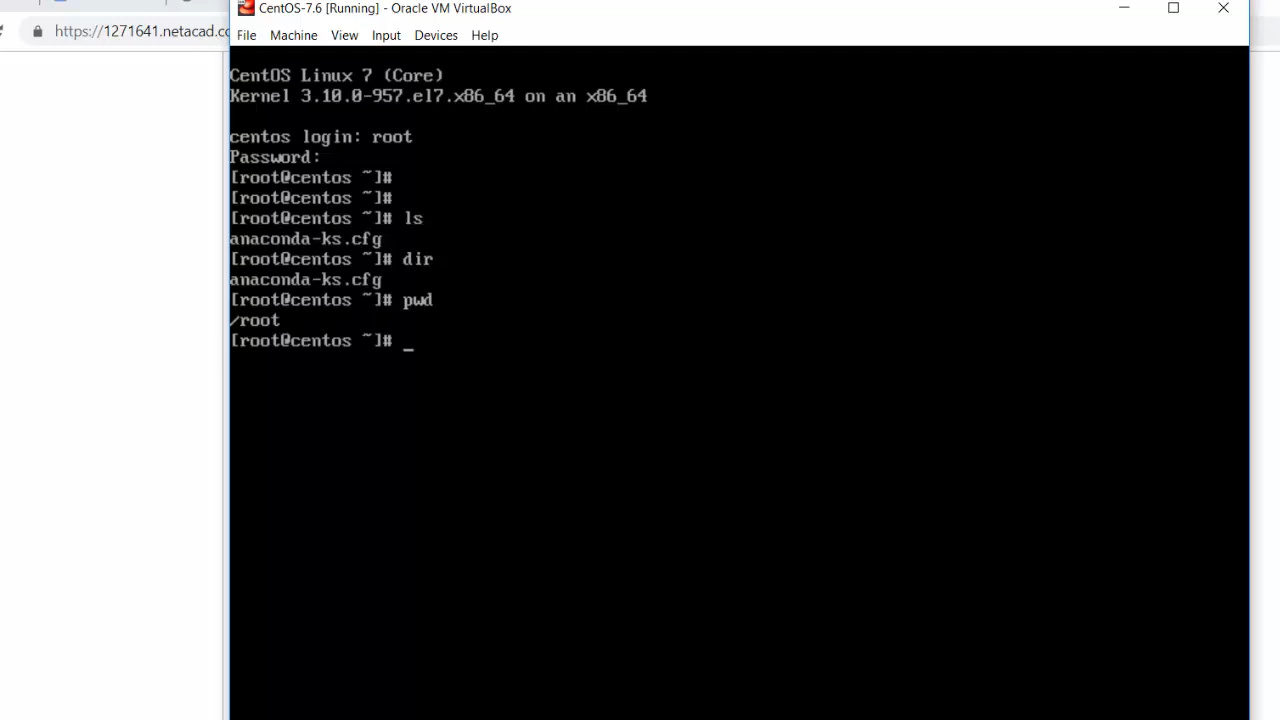 CentOS-7.6 [Running] - Oracle VM VirtualBox
https://1271641.netacad.co
File Machine View Input Devices Help
CentOS Linux 7 (Core)
Kernel 3.10.0-957.el7.x86_64 on an x86_64
centos login: root
Password:
[root@centos ~]#
[root@centos ~]#
[root@centos ~]# ls
anaconda-ks.cfg
[root@centos ~]# dir
anaconda-ks.cfg
[root@centos ~]# pwd
/root
[root@centos ~]# _